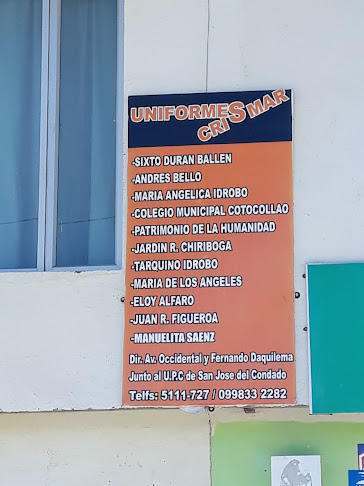 UNIFORMES CRISMAR
-SIXTO DURAN BALLEN
-ANDRES BELLO
-MARIA ANGELICA IDROBO
-COLEGIO MUNICIPAL COTOCOLLAO
-PATRIMONIO DE LA HUMANIDAD
-JARDIN R. CHIRIBOGA
-TARQUINO IDROBO
-MARIA DE LOS ANGELES
-ELOY ALFARO
-JUAN R. FIGUEROA
-MANUELITA SAENZ
Dir. Av. Occidental y Fernando Daquilema
Junto al U.P.C de San Jose del Condado
Telfs: 5111-727 / 099833 2282